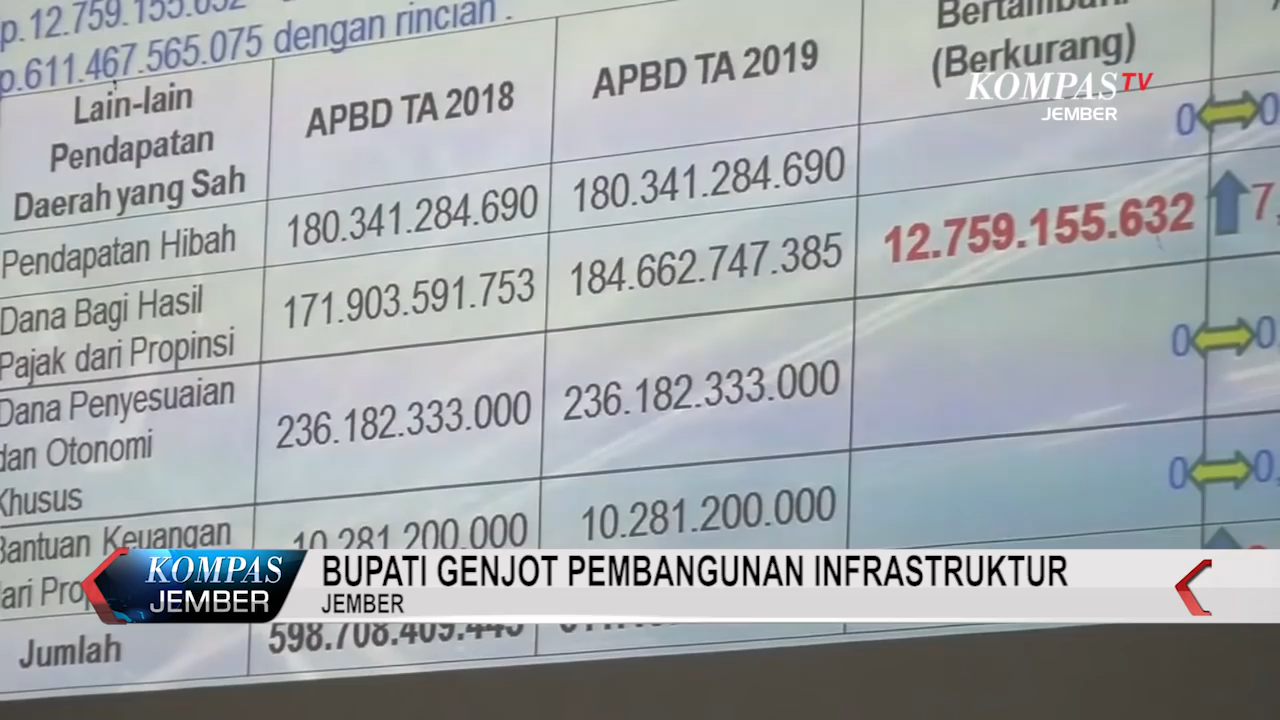 p.12.759.155.632
p.611.467.565.075 dengan rincian :
Lain-lain
Pendapatan
Daerah yang Sah
APBD TA 2018
APBD TA 2019
Bertambah/
(Berkurang)
KOMPAS TV
JEMBER
Pendapatan Hibah
180.341.284.690
180.341.284.690
0
0
Dana Bagi Hasil
Pajak dari Propinsi
171.903.591.753
184.662.747.385
12.759.155.632
7,
Dana Penyesuaian
dan Otonomi
Khusus
236.182.333.000
236.182.333.000
0
0,
Bantuan Keuangan
dari Prop
10.281.200.000
10.281.200.000
0
0,
Jumlah
598.708.409.443
KOMPAS
JEMBER
BUPATI GENJOT PEMBANGUNAN INFRASTRUKTUR
JEMBER